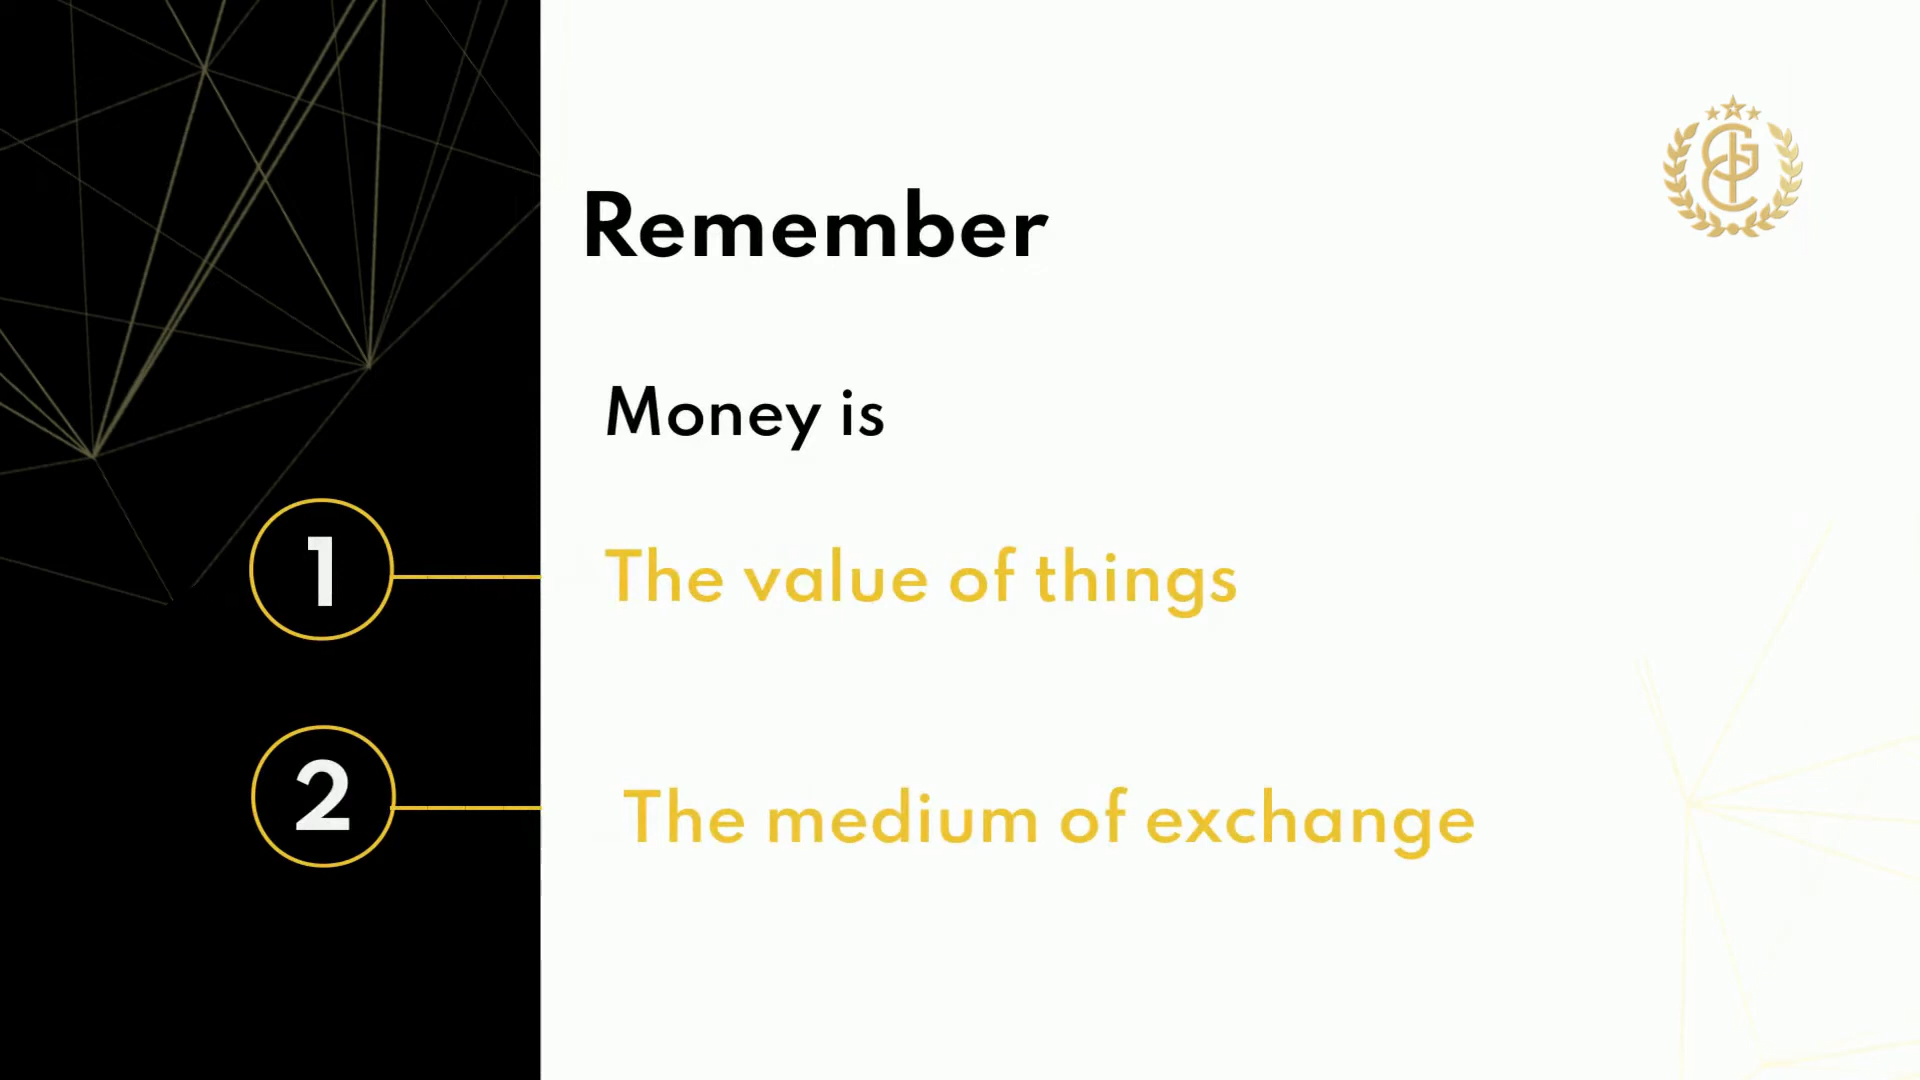 Remember
Money is
1
The value of things
2
The medium of exchange